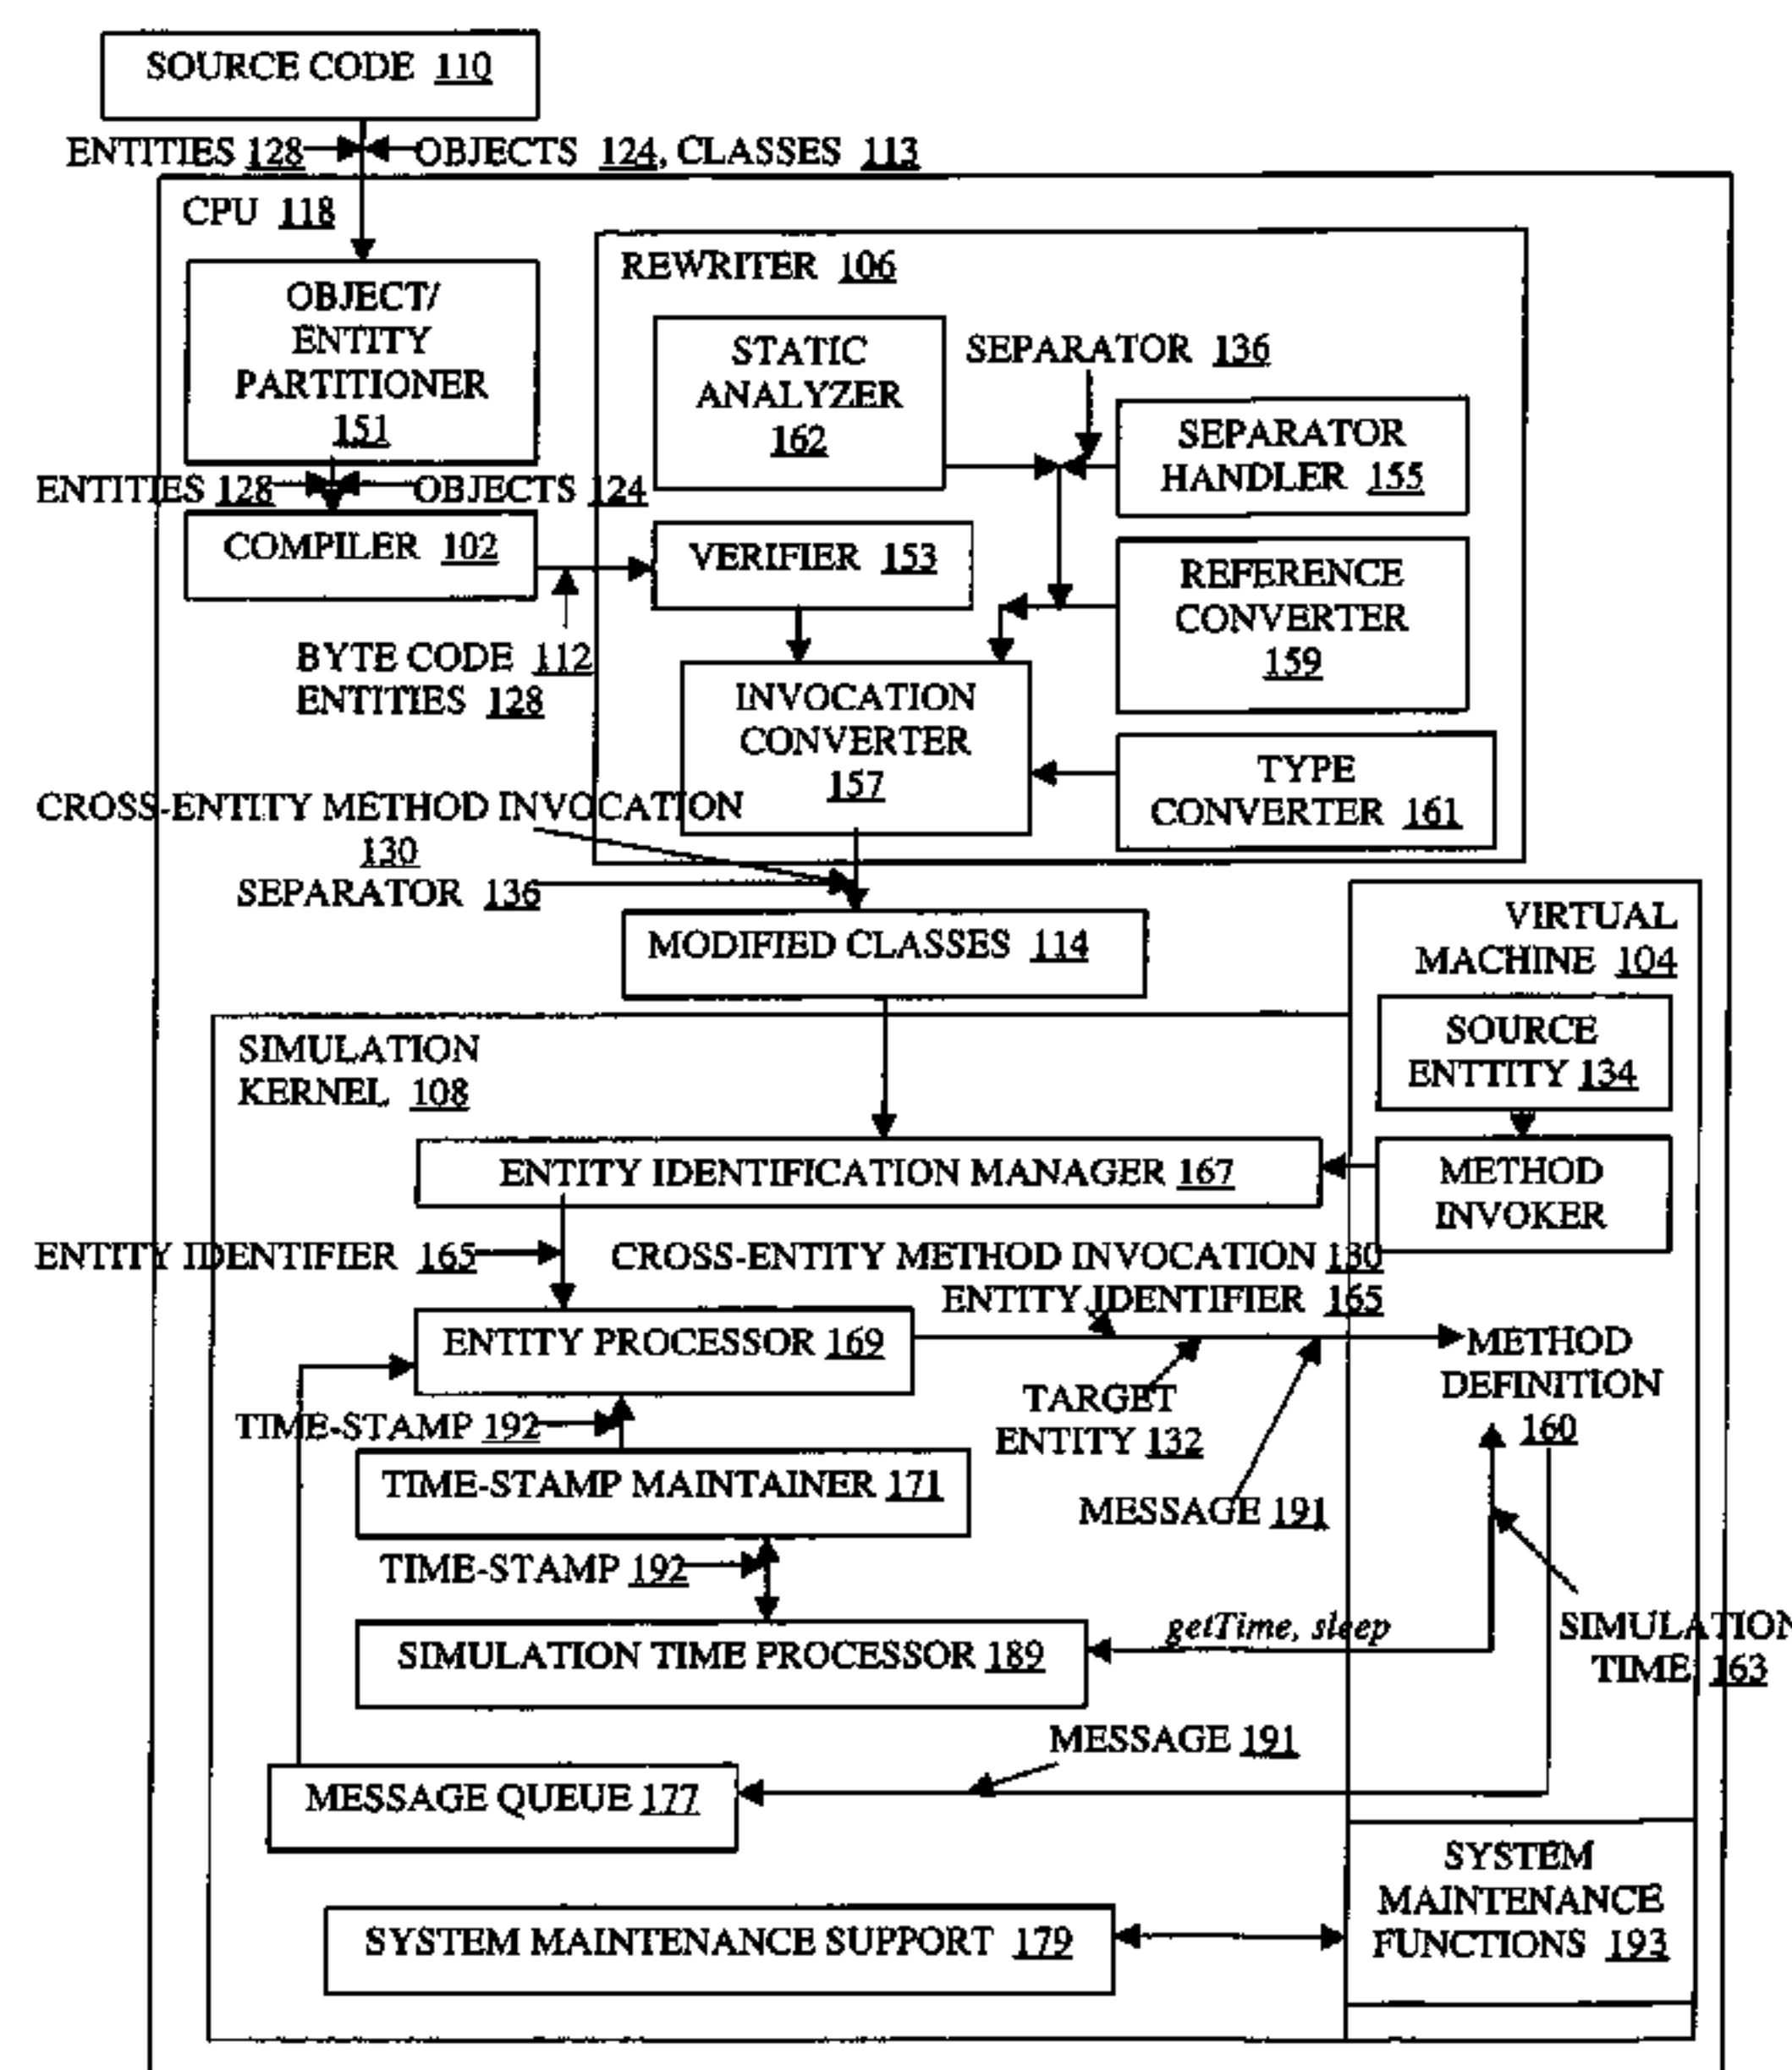 SOURCE CODE 110
ENTITIES 128
OBJECTS 124, CLASSES 113
CPU 118
REWRITER 106
OBJECT/
ENTITY
PARTITIONER
151
STATIC
ANALYZER
162
SEPARATOR 136
SEPARATOR
HANDLER 155
ENTITIES 128
OBJECTS 124
COMPILER 102
VERIFIER 153
REFERENCE
CONVERTER
159
BYTE CODE 112
ENTITIES 128
INVOCATION
CONVERTER
157
TYPE
CONVERTER 161
CROSS-ENTITY METHOD INVOCATION
130
SEPARATOR 136
MODIFIED CLASSES 114
VIRTUAL
MACHINE 104
SOURCE
ENTTITY 134
SIMULATION
KERNEL 108
ENTITY IDENTIFICATION MANAGER 167
METHOD
INVOKER
ENTITY IDENTIFIER 165
CROSS-ENTITY METHOD INVOCATION 130
ENTITY IDENTIFIER 165
ENTITY PROCESSOR 169
METHOD
DEFINITION
160
TARGET
ENTITY 132
TIME-STAMP 192
TIME-STAMP MAINTAINER 171
MESSAGE 191
TIME-STAMP 192
SIMULATION TIME PROCESSOR 189
getTime, sleep
SIMULATION
TIME 163
MESSAGE 191
MESSAGE QUEUE 177
SYSTEM
MAINTENANCE
FUNCTIONS 193
SYSTEM MAINTENANCE SUPPORT 179